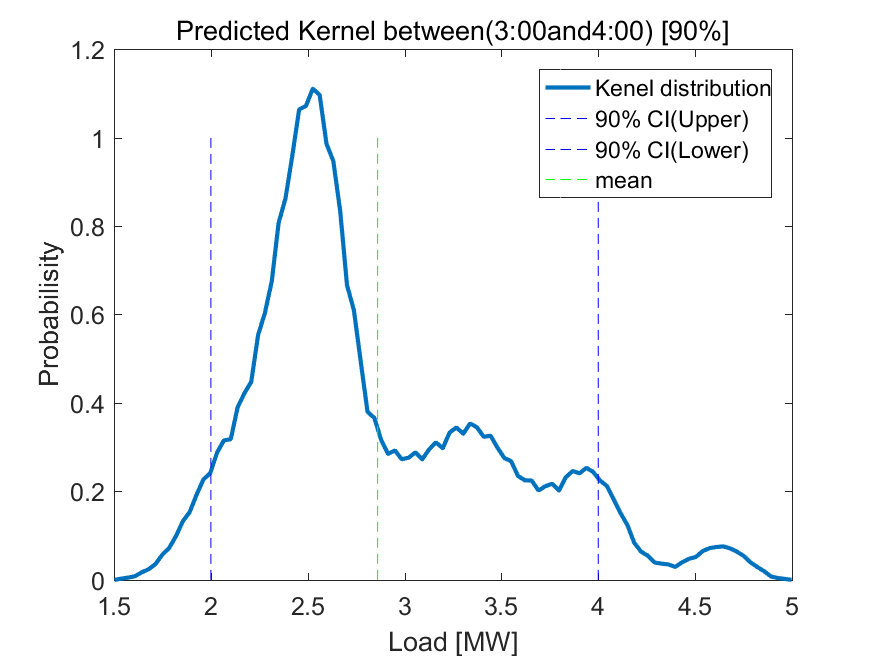 Predicted Kernel between(3:00and4:00) [90%]
Kenel distribution
90% CI(Upper)
90% CI(Lower)
mean
Probabilisity
1.2
1
0.8
0.6
0.4
0.2
0
1.5 2 2.5 3 3.5 4 4.5 5
Load [MW]